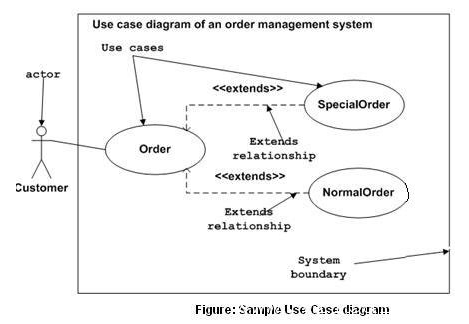 Use case diagram of an order management system
Use cases
actor
<<extends>>
SpecialOrder
Order
Extends
relationship
<<extends>>
Customer
NormalOrder
Extends
relationship
System
boundary
Figure: Sample Use Case diagram